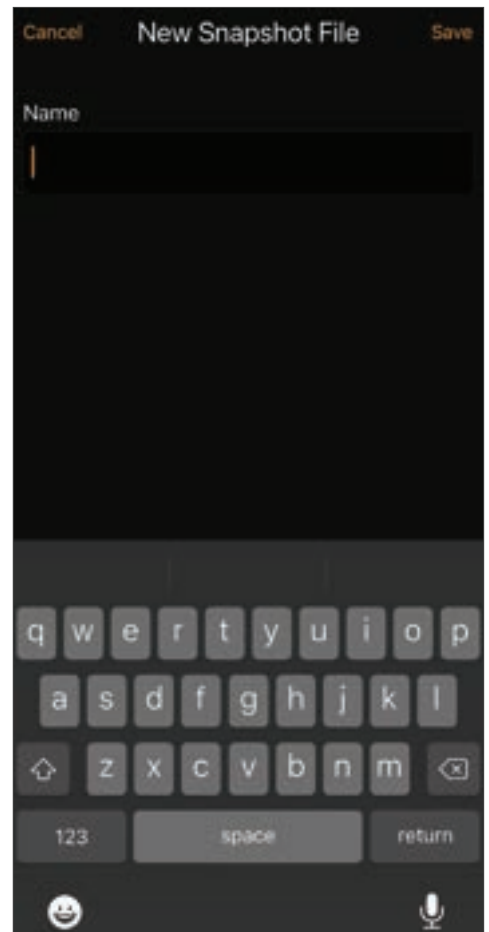 Cancel New Snapshot File Save
Name
q w e r t y u i o p
a s d f g h j k l
z x c v b n m
123 space return